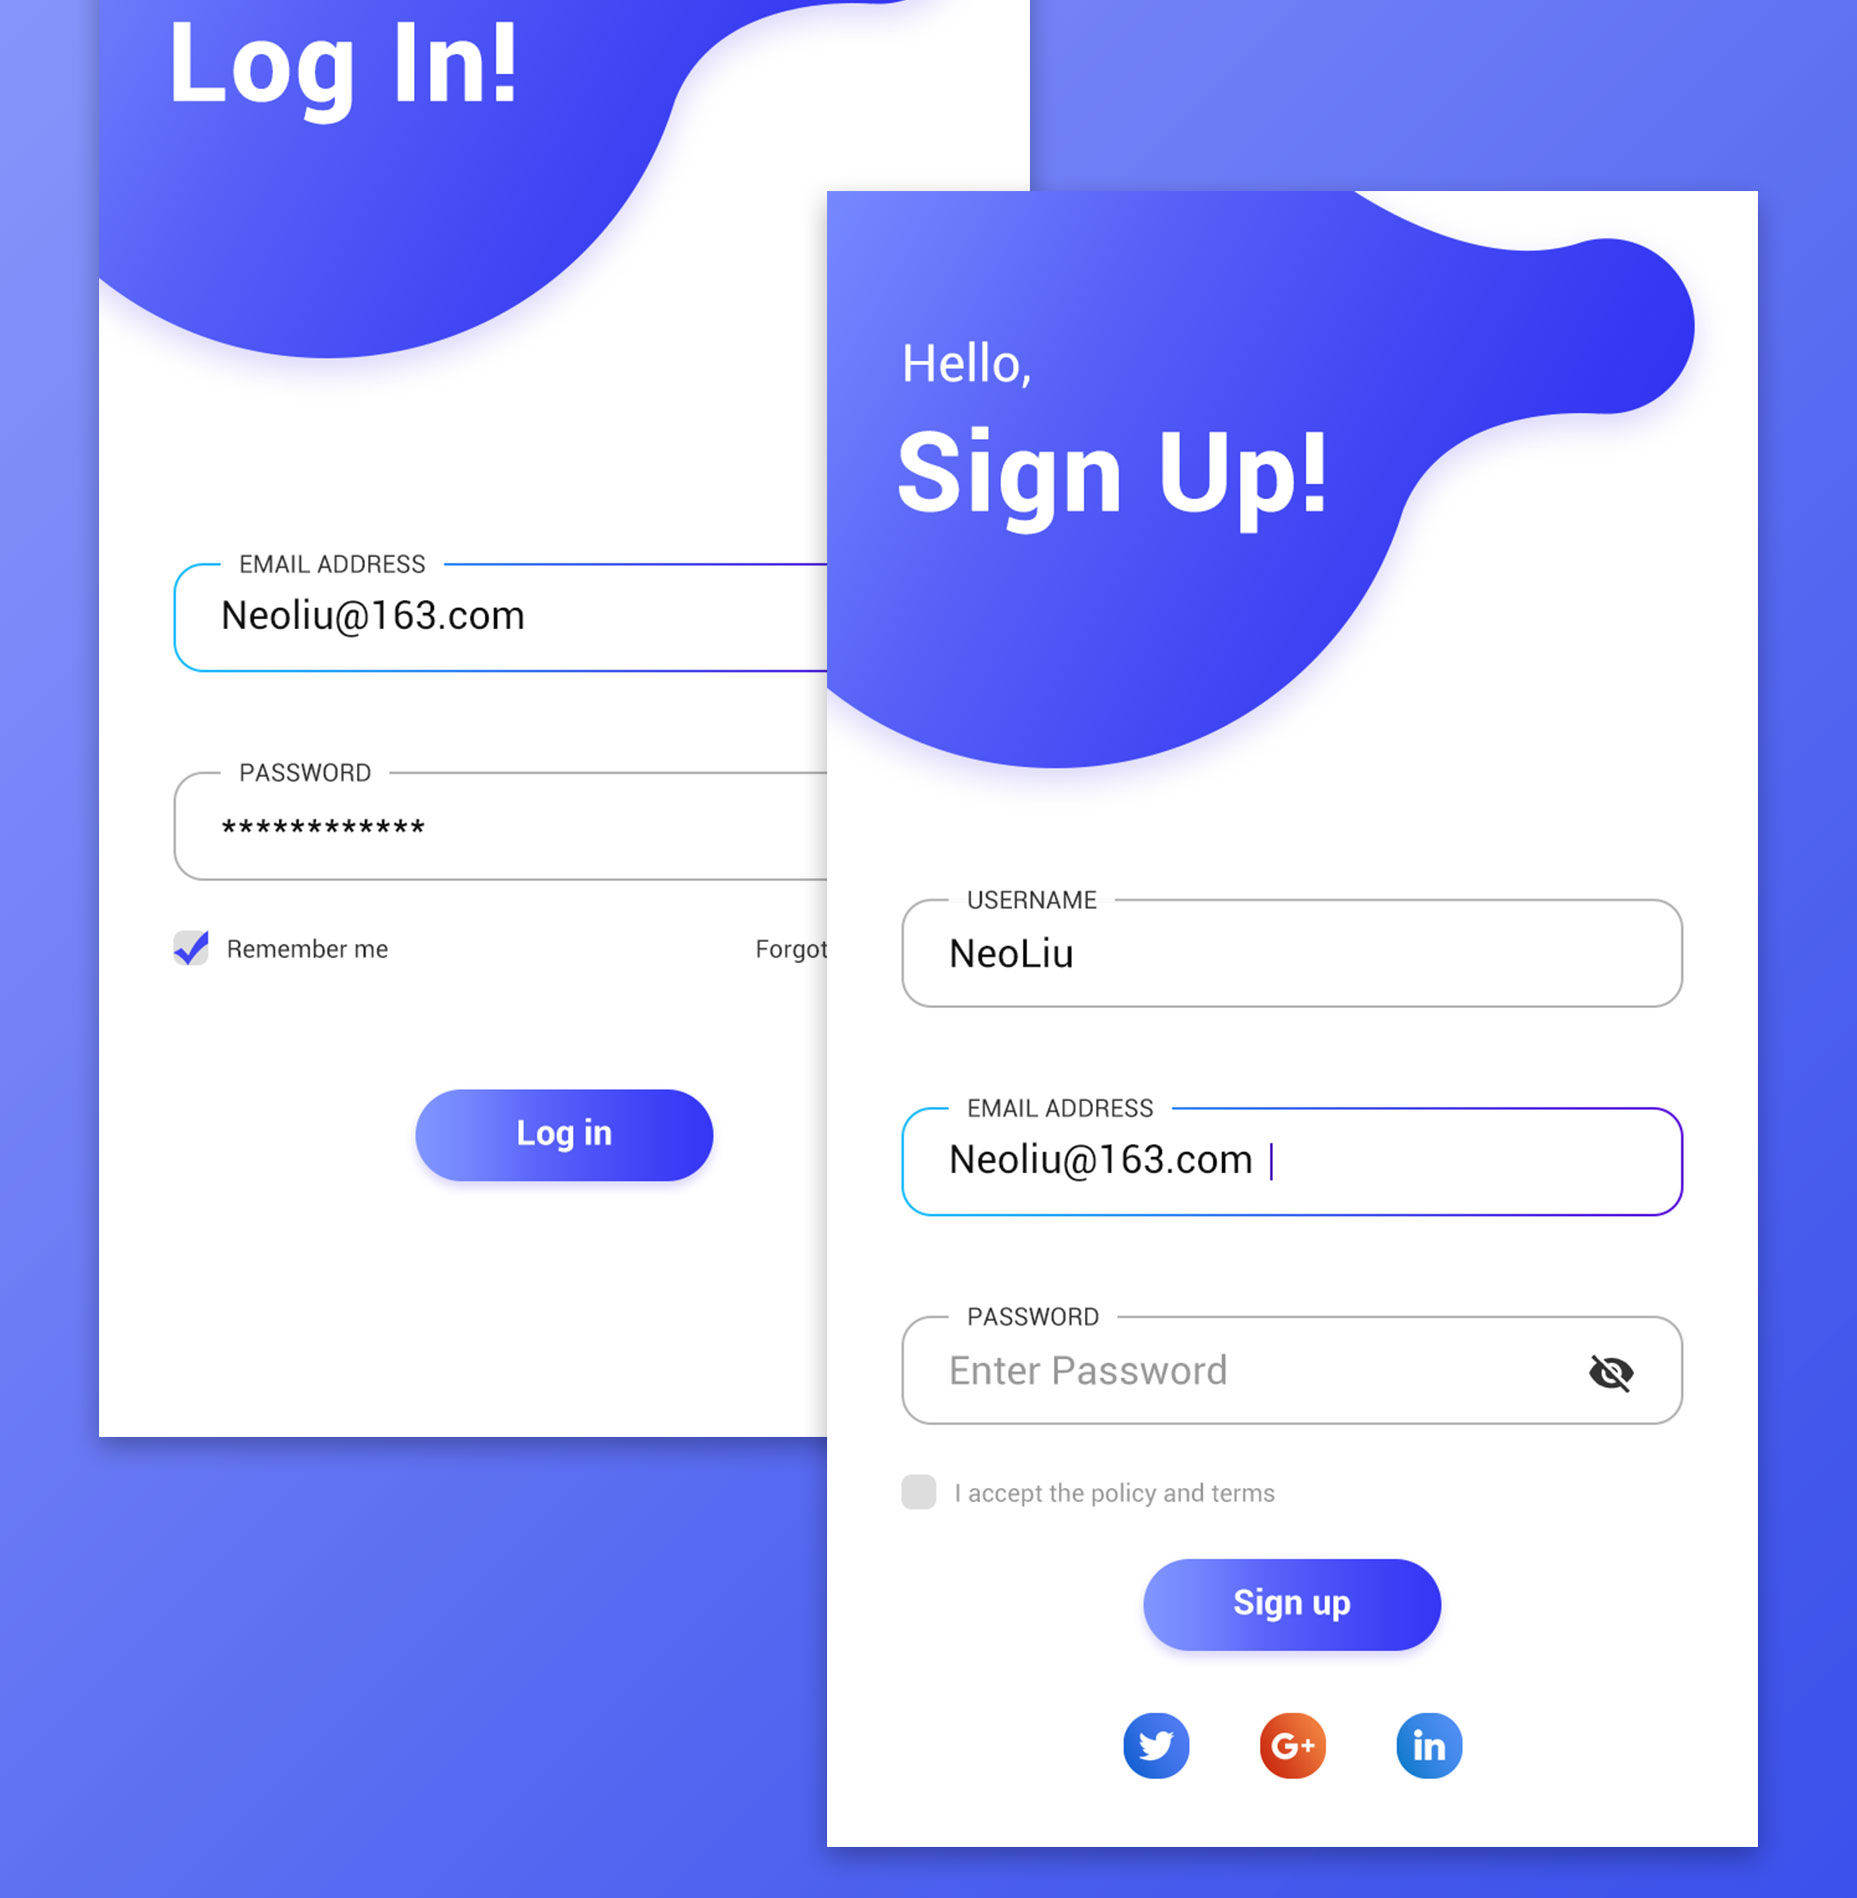 Log In!
EMAIL ADDRESS
Neoliu@163.com
PASSWORD
************
Remember me
Forgot
Log in
Hello,
Sign Up!
USERNAME
NeoLiu
EMAIL ADDRESS
Neoliu@163.com
PASSWORD
Enter Password
I accept the policy and terms
Sign up
G+
in